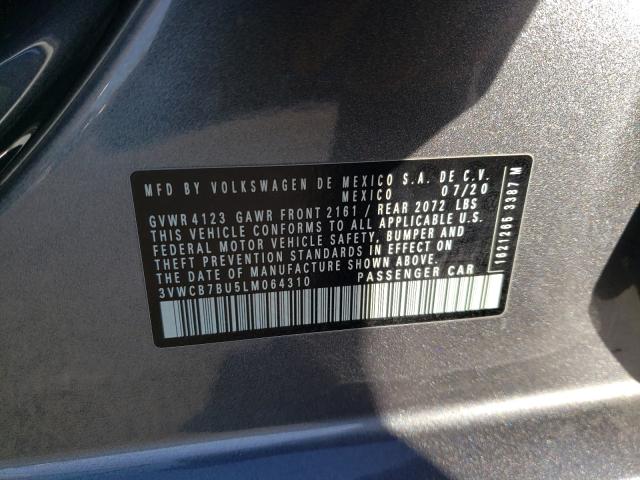 MFD BY VOLKSWAGEN DE MEXICO S.A. DE C.V.
MEXICO 07/20
GVWR 4123 GAWR FRONT 2161 / REAR 2072 LBS
THIS VEHICLE CONFORMS TO ALL APPLICABLE U.S.
FEDERAL MOTOR VEHICLE SAFETY, BUMPER AND
THEFT PREVENTION STANDARDS IN EFFECT ON
THE DATE OF MANUFACTURE SHOWN ABOVE.
3VWCB7BU5LM064310 PASSENGER CAR
1621286 3387 M